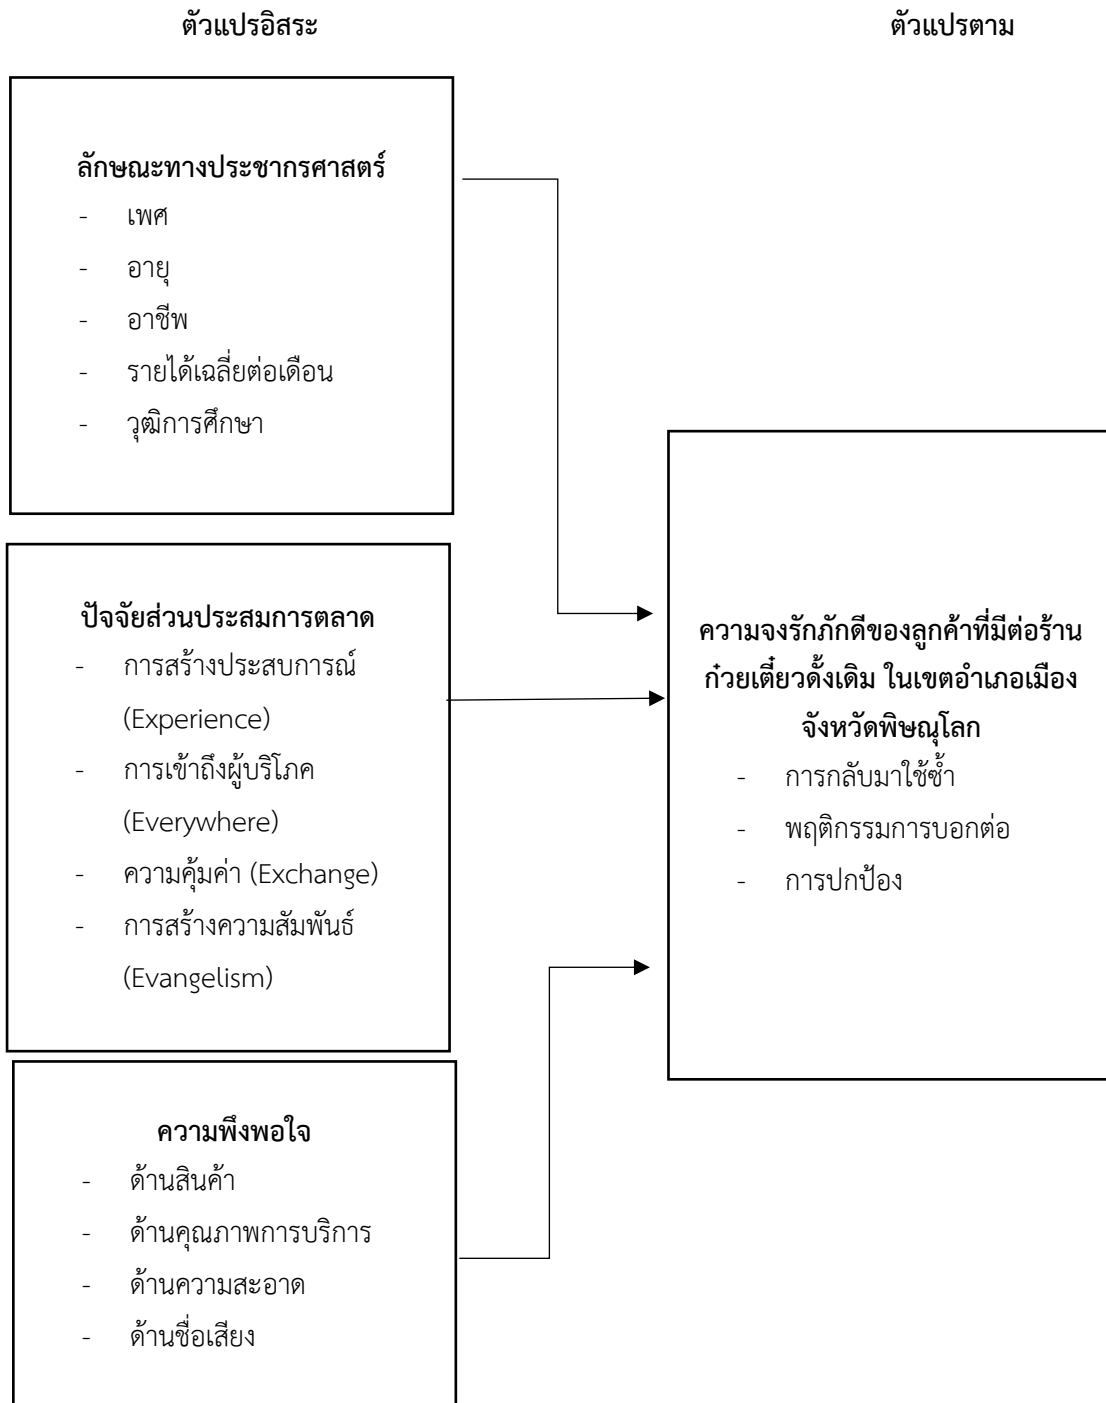 ตัวแปรอิสระ
ตัวแปรตาม
ลักษณะทางประชากรศาสตร์
- เพศ
- อายุ
- อาชีพ
- รายได้เฉลี่ยต่อเดือน
- วุฒิการศึกษา
ปัจจัยส่วนประสมการตลาด
- การสร้างประสบการณ์
(Experience)
- การเข้าถึงผู้บริโภค
(Everywhere)
- ความคุ้มค่า (Exchange)
- การสร้างความสัมพันธ์
(Evangelism)
ความพึงพอใจ
- ด้านสินค้า
- ด้านคุณภาพการบริการ
- ด้านความสะอาด
- ด้านชื่อเสียง
ความจงรักภักดีของลูกค้าที่มีต่อร้าน
ก๋วยเตี๋ยวดั้งเดิม ในเขตอำเภอเมือง
จังหวัดพิษณุโลก
- การกลับมาใช้ซ้ำ
- พฤติกรรมการบอกต่อ
- การปกป้อง